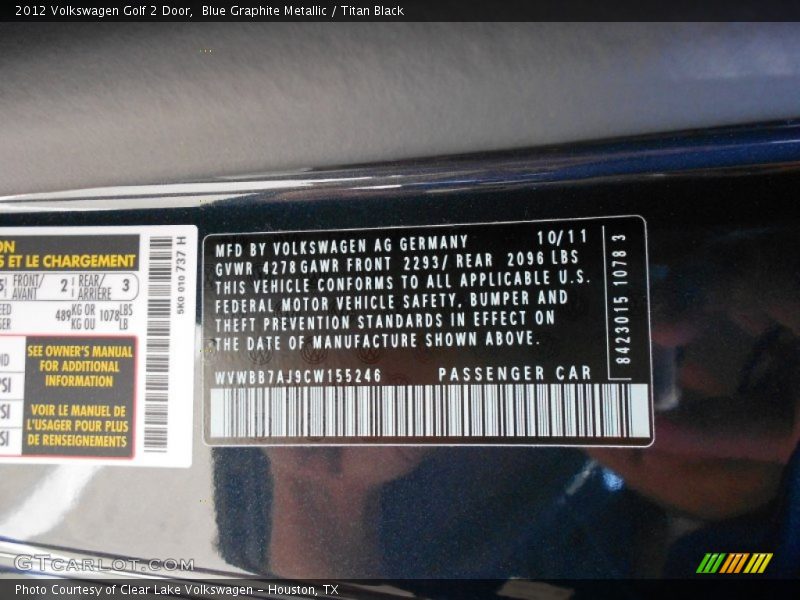 2012 Volkswagen Golf 2 Door,  Blue Graphite Metallic / Titan Black
ON
S ET LE CHARGEMENT
5 FRONT/ AVANT 2 REAR/ ARRIÈRE 3
489 KG OR 1078 LBS
KG OU LB
PSI
PSI
SEE OWNER'S MANUAL
FOR ADDITIONAL
INFORMATION
VOIR LE MANUEL DE
L'USAGER POUR PLUS
DE RENSEIGNEMENTS
5K0 010 737 H
MFD BY VOLKSWAGEN AG GERMANY 10/11
GVWR 4278 GAWR FRONT 2293/ REAR 2096 LBS
THIS VEHICLE CONFORMS TO ALL APPLICABLE U.S.
FEDERAL MOTOR VEHICLE SAFETY, BUMPER AND
THEFT PREVENTION STANDARDS IN EFFECT ON
THE DATE OF MANUFACTURE SHOWN ABOVE.
WVWBB7AJ9CW155246 PASSENGER CAR
8423015 1078 3
GTCarLot.com
Photo Courtesy of Clear Lake Volkswagen - Houston, TX